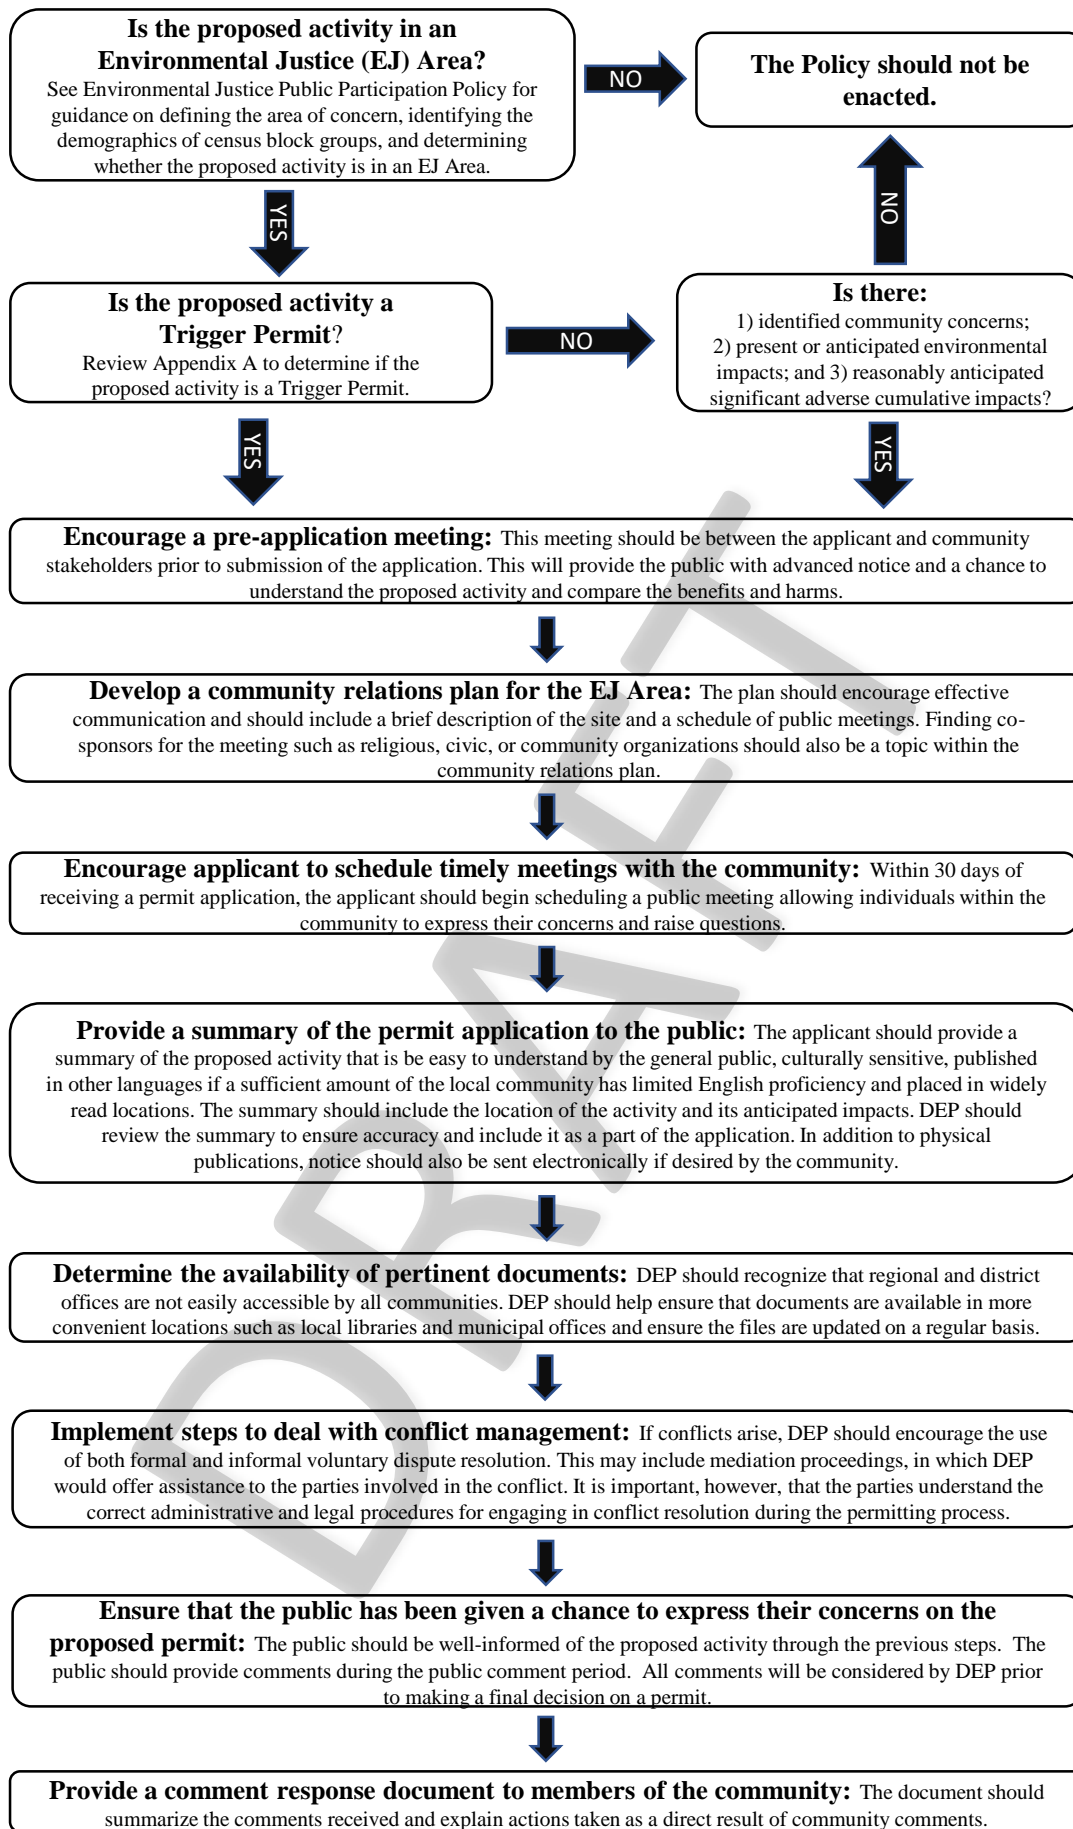 Is the proposed activity in an
Environmental Justice (EJ) Area?
See Environmental Justice Public Participation Policy for
guidance on defining the area of concern, identifying the
demographics of census block groups, and determining
whether the proposed activity is in an EJ Area.
NO
The Policy should not be
enacted.
YES
NO
Is the proposed activity a
Trigger Permit?
Review Appendix A to determine if the
proposed activity is a Trigger Permit.
NO
Is there:
1) identified community concerns;
2) present or anticipated environmental
impacts; and 3) reasonably anticipated
significant adverse cumulative impacts?
YES
YES
Encourage a pre-application meeting: This meeting should be between the applicant and community
stakeholders prior to submission of the application. This will provide the public with advanced notice and a chance to
understand the proposed activity and compare the benefits and harms.
Develop a community relations plan for the EJ Area: The plan should encourage effective
communication and should include a brief description of the site and a schedule of public meetings. Finding co-
sponsors for the meeting such as religious, civic, or community organizations should also be a topic within the
community relations plan.
Encourage applicant to schedule timely meetings with the community: Within 30 days of
receiving a permit application, the applicant should begin scheduling a public meeting allowing individuals within the
community to express their concerns and raise questions.
Provide a summary of the permit application to the public: The applicant should provide a
summary of the proposed activity that is be easy to understand by the general public, culturally sensitive, published
in other languages if a sufficient amount of the local community has limited English proficiency and placed in widely
read locations. The summary should include the location of the activity and its anticipated impacts. DEP should
review the summary to ensure accuracy and include it as a part of the application. In addition to physical
publications, notice should also be sent electronically if desired by the community.
Determine the availability of pertinent documents: DEP should recognize that regional and district
offices are not easily accessible by all communities. DEP should help ensure that documents are available in more
convenient locations such as local libraries and municipal offices and ensure the files are updated on a regular basis.
Implement steps to deal with conflict management: If conflicts arise, DEP should encourage the use
of both formal and informal voluntary dispute resolution. This may include mediation proceedings, in which DEP
would offer assistance to the parties involved in the conflict. It is important, however, that the parties understand the
correct administrative and legal procedures for engaging in conflict resolution during the permitting process.
Ensure that the public has been given a chance to express their concerns on the
proposed permit: The public should be well-informed of the proposed activity through the previous steps. The
public should provide comments during the public comment period. All comments will be considered by DEP prior
to making a final decision on a permit.
Provide a comment response document to members of the community: The document should
summarize the comments received and explain actions taken as a direct result of community comments.
DRAFT